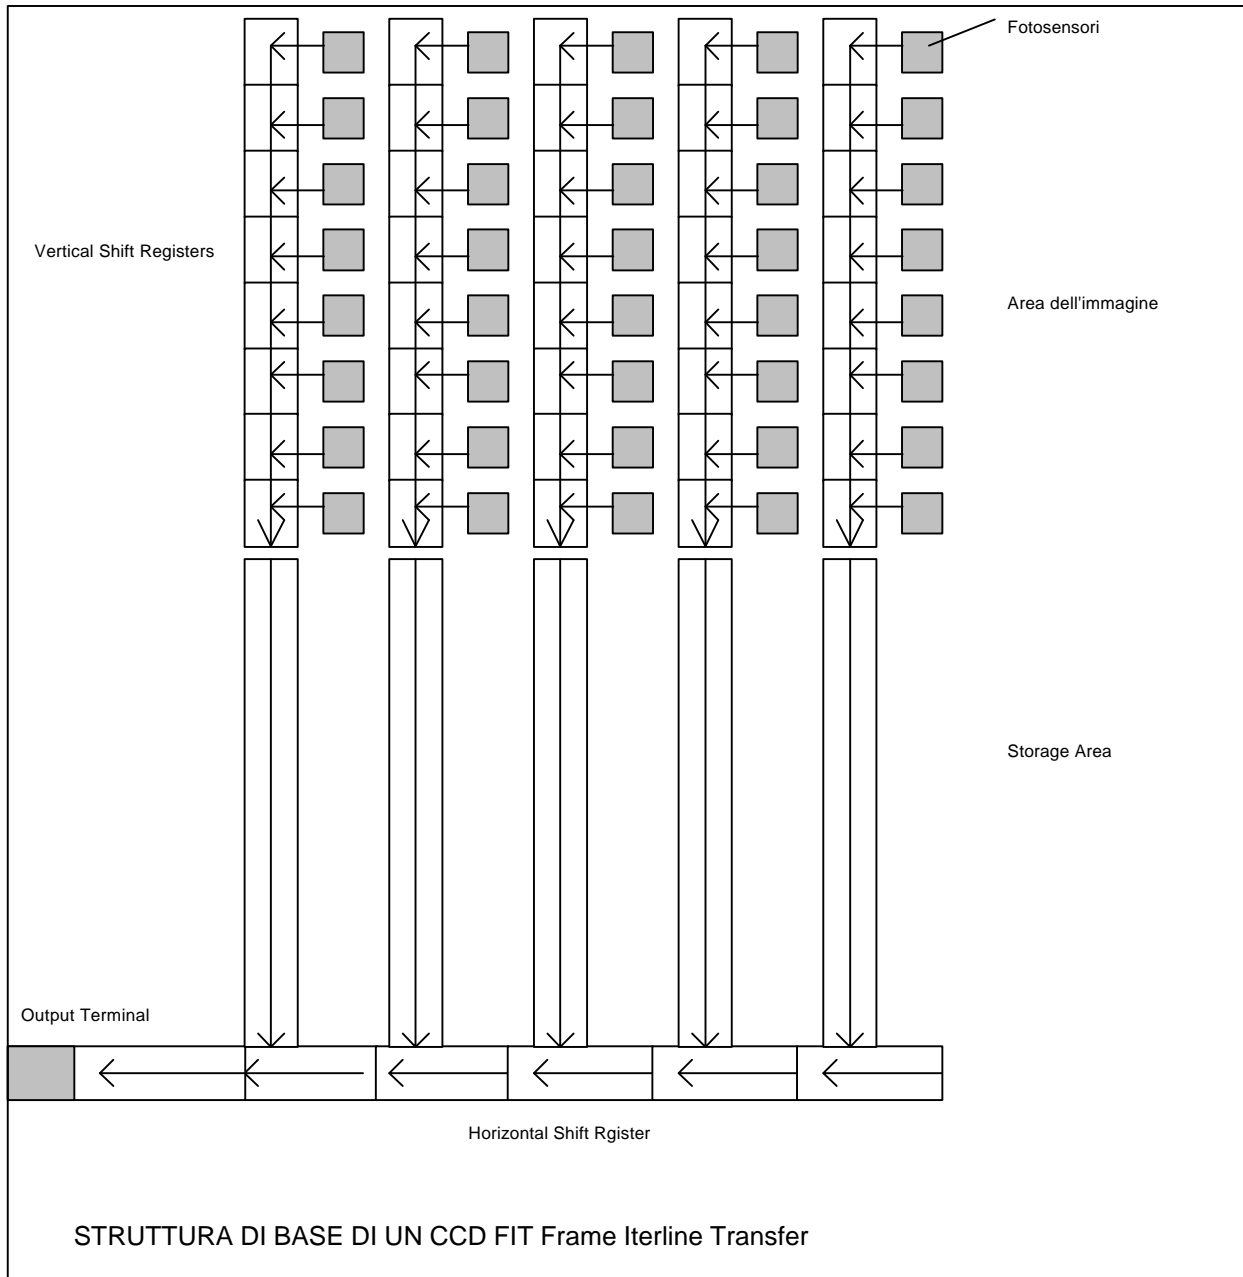 Fotosensori
Vertical Shift Registers
Area dell'immagine
Storage Area
Output Terminal
Horizontal Shift Rgister
STRUTTURA DI BASE DI UN CCD FIT Frame Iterline Transfer